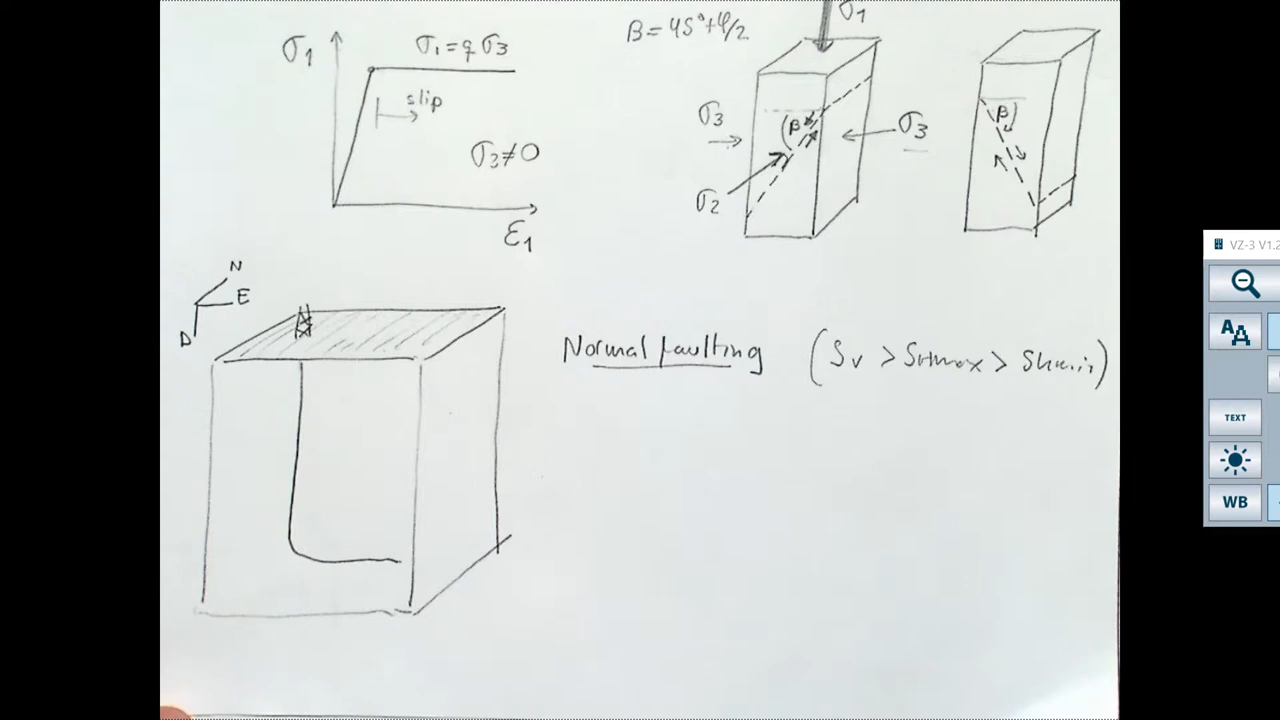 σ1
σ1 = q σ3
slip
σ3≠0
ε1
β = 45°+φ/2
σ1
σ3
β
σ3
σ2
β
N
E
D
Normal faulting (Sv > SHmax > Shmin)
VZ-3 V1.2
AA
TEXT
WB